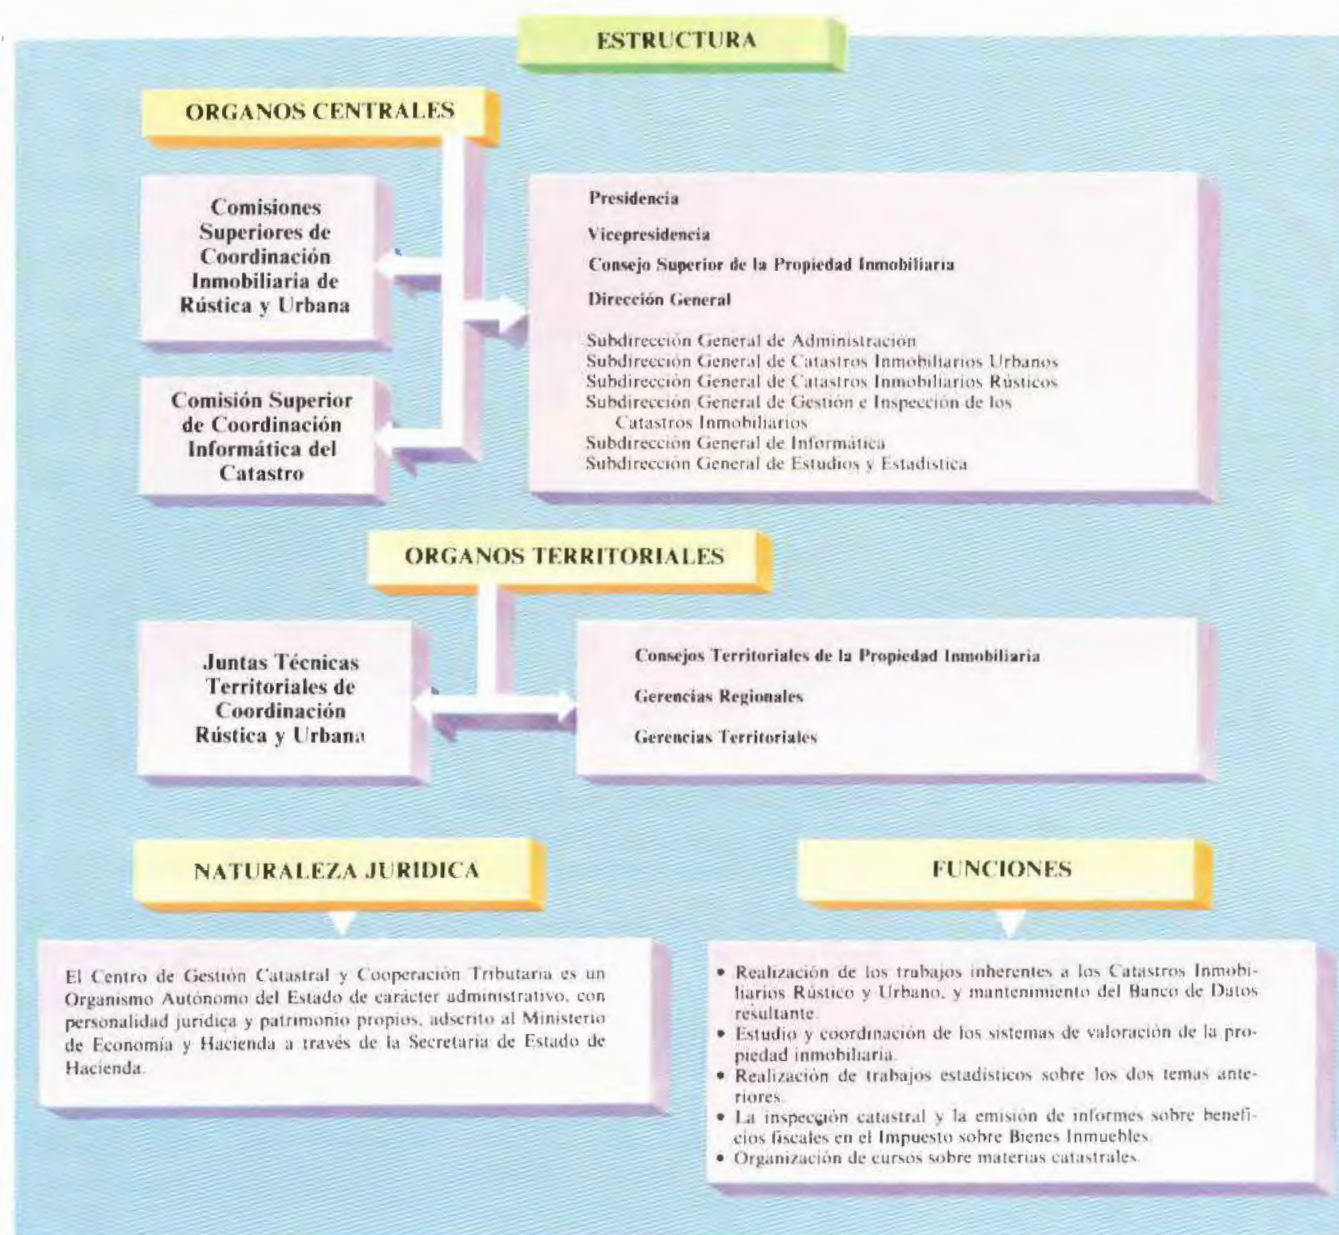 ESTRUCTURA
ORGANOS CENTRALES
Comisiones
Superiores de
Coordinación
Inmobiliaria de
Rústica y Urbana
Comisión Superior
de Coordinación
Informática del
Catastro
Presidencia
Vicepresidencia
Consejo Superior de la Propiedad Inmobiliaria
Dirección General
Subdirección General de Administración
Subdirección General de Catastros Inmobiliarios Urbanos
Subdirección General de Catastros Inmobiliarios Rústicos
Subdirección General de Gestión e Inspección de los
Catastros Inmobiliarios
Subdirección General de Informática
Subdirección General de Estudios y Estadística
ORGANOS TERRITORIALES
Juntas Técnicas
Territoriales de
Coordinación
Rústica y Urbana
Consejos Territoriales de la Propiedad Inmobiliaria
Gerencias Regionales
Gerencias Territoriales
NATURALEZA JURIDICA
El Centro de Gestión Catastral y Cooperación Tributaria es un
Organismo Autónomo del Estado de carácter administrativo, con
personalidad jurídica y patrimonio propios, adscrito al Ministerio
de Economía y Hacienda a través de la Secretaría de Estado de
Hacienda.
FUNCIONES
• Realización de los trabajos inherentes a los Catastros Inmobi-
liarios Rústico y Urbano, y mantenimiento del Banco de Datos
resultante.
• Estudio y coordinación de los sistemas de valoración de la pro-
piedad inmobiliaria.
• Realización de trabajos estadísticos sobre los dos temas ante-
riores.
• La inspección catastral y la emisión de informes sobre benefi-
cios fiscales en el Impuesto sobre Bienes Inmuebles.
• Organización de cursos sobre materias catastrales.